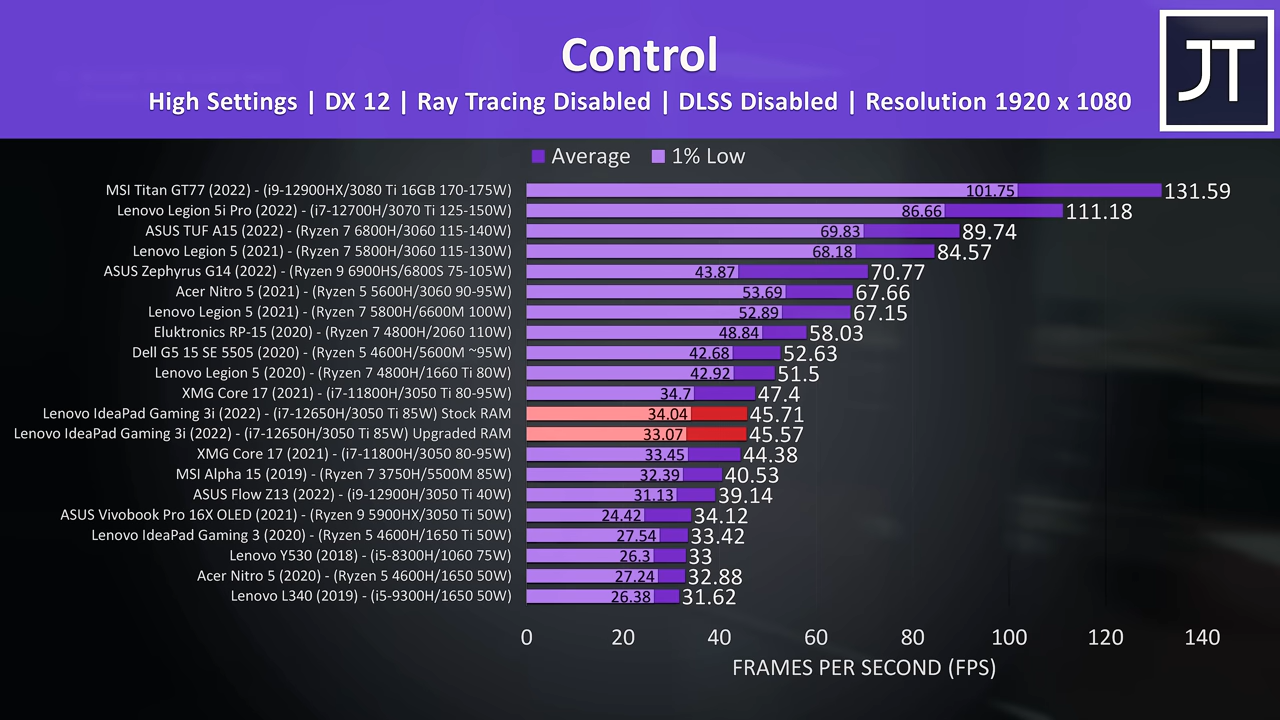 Control
JT
High Settings | DX 12 | Ray Tracing Disabled | DLSS Disabled | Resolution 1920 x 1080
Average 1% Low
MSI Titan GT77 (2022) - (i9-12900HX/3080 Ti 16GB 170-175W) 101.75 131.59
Lenovo Legion 5i Pro (2022) - (i7-12700H/3070 Ti 125-150W) 86.66 111.18
ASUS TUF A15 (2022) - (Ryzen 7 6800H/3060 115-140W) 69.83 89.74
Lenovo Legion 5 (2021) - (Ryzen 7 5800H/3060 115-130W) 68.18 84.57
ASUS Zephyrus G14 (2022) - (Ryzen 9 6900HS/6800S 75-105W) 43.87 70.77
Acer Nitro 5 (2021) - (Ryzen 5 5600H/3060 90-95W) 53.69 67.66
Lenovo Legion 5 (2021) - (Ryzen 7 5800H/6600M 100W) 52.89 67.15
Eluktronics RP-15 (2020) - (Ryzen 7 4800H/2060 110W) 48.84 58.03
Dell G5 15 SE 5505 (2020) - (Ryzen 5 4600H/5600M ~95W) 42.68 52.63
Lenovo Legion 5 (2020) - (Ryzen 7 4800H/1660 Ti 80W) 42.92 51.5
XMG Core 17 (2021) - (i7-11800H/3050 Ti 80-95W) 34.7 47.4
Lenovo IdeaPad Gaming 3i (2022) - (i7-12650H/3050 Ti 85W) Stock RAM 34.04 45.71
Lenovo IdeaPad Gaming 3i (2022) - (i7-12650H/3050 Ti 85W) Upgraded RAM 33.07 45.57
XMG Core 17 (2021) - (i7-11800H/3050 80-95W) 33.45 44.38
MSI Alpha 15 (2019) - (Ryzen 7 3750H/5500M 85W) 32.39 40.53
ASUS Flow Z13 (2022) - (i9-12900H/3050 Ti 40W) 31.13 39.14
ASUS Vivobook Pro 16X OLED (2021) - (Ryzen 9 5900HX/3050 Ti 50W) 24.42 34.12
Lenovo IdeaPad Gaming 3 (2020) - (Ryzen 5 4600H/1650 Ti 50W) 27.54 33.42
Lenovo Y530 (2018) - (i5-8300H/1060 75W) 26.3 33
Acer Nitro 5 (2020) - (Ryzen 5 4600H/1650 50W) 27.24 32.88
Lenovo L340 (2019) - (i5-9300H/1650 50W) 26.38 31.62
0 20 40 60 80 100 120 140
FRAMES PER SECOND (FPS)